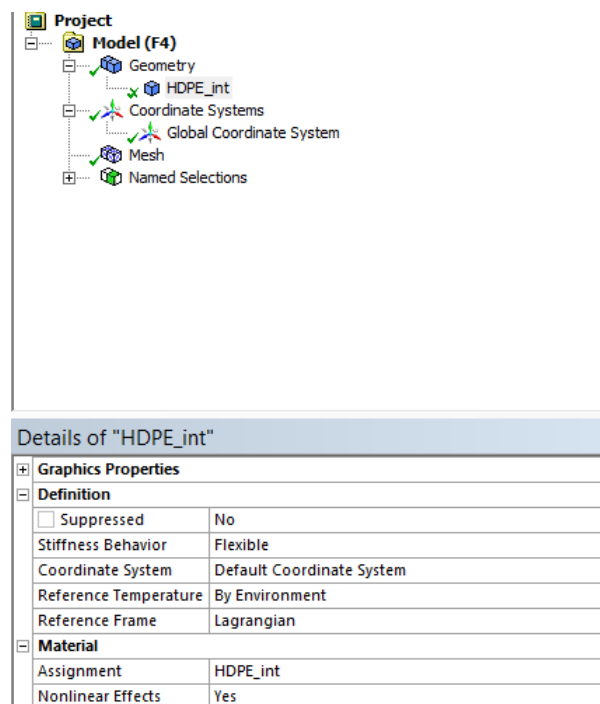 Project
Model (F4)
Geometry
HDPE_int
Coordinate Systems
Global Coordinate System
Mesh
Named Selections
Details of "HDPE_int"
Graphics Properties
Definition
Suppressed No
Stiffness Behavior Flexible
Coordinate System Default Coordinate System
Reference Temperature By Environment
Reference Frame Lagrangian
Material
Assignment HDPE_int
Nonlinear Effects Yes